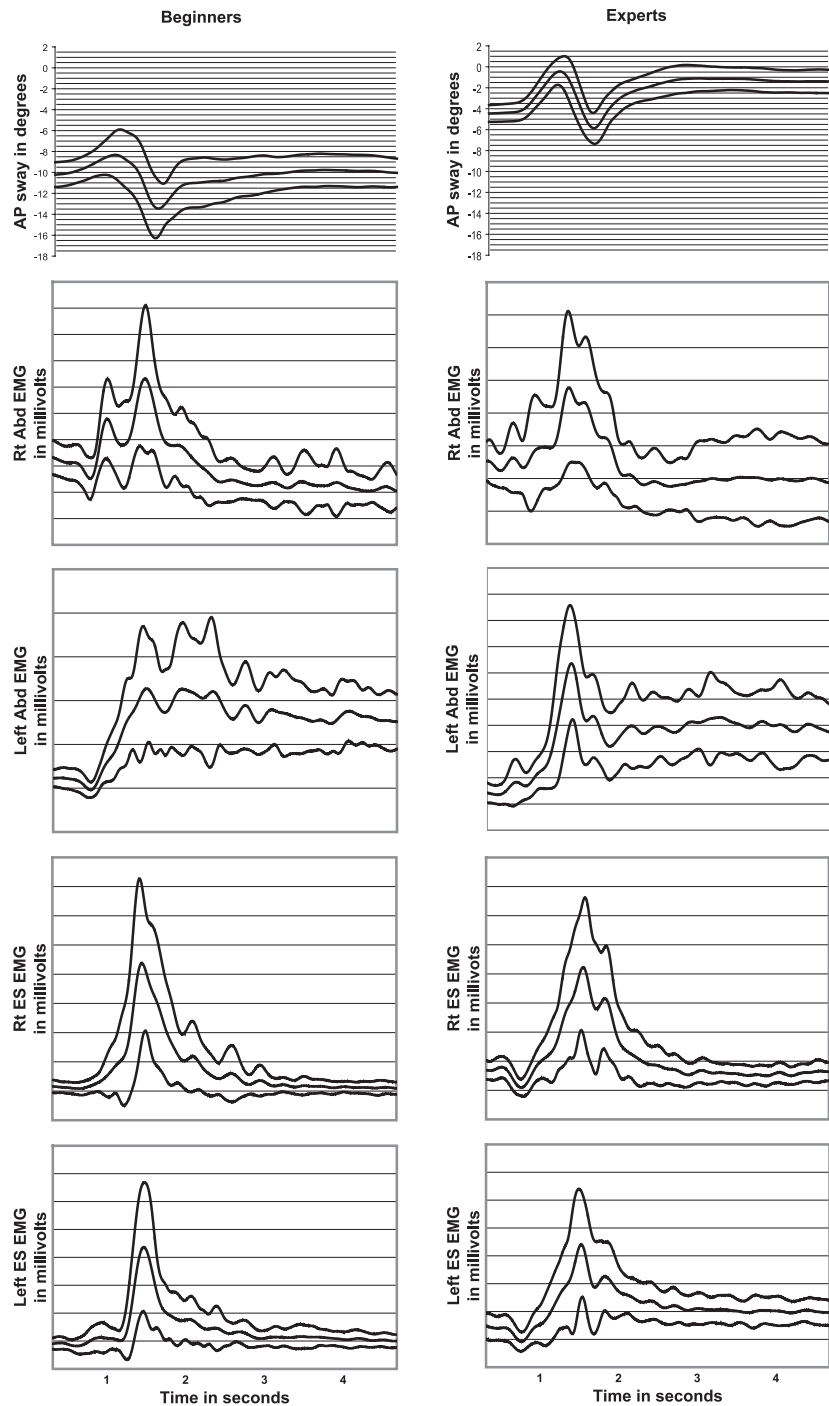 Beginners
Experts
AP sway in degrees
2
0
-2
-4
-6
-8
-10
-12
-14
-16
-18
AP sway in degrees
2
0
-2
-4
-6
-8
-10
-12
-14
-16
-18
Rt Abd EMG
in millivolts
Rt Abd EMG
in millivolts
Left Abd EMG
in millivolts
Left Abd EMG
in millivolts
Rt ES EMG
in millivolts
Rt ES EMG
in millivots
Left ES EMG
in millivolts
Left ES EMG
in millivolts
1 2 3 4
Time in seconds
1 2 3 4
Time in seconds